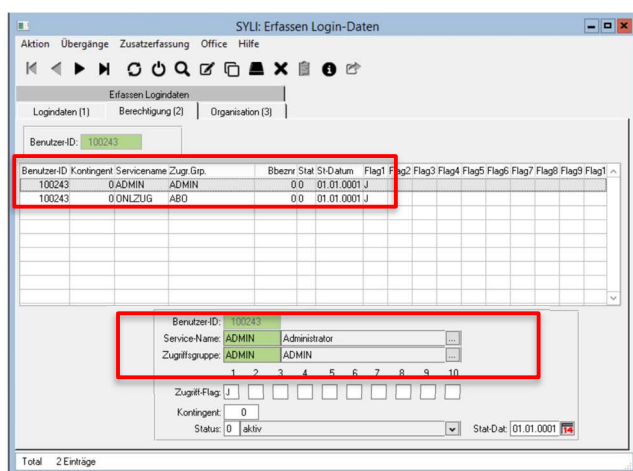 SYLI: Erfassen Login-Daten
Aktion Übergänge Zusatzerfassung Office Hilfe
Erfassen Logindaten
Logindaten (1) Berechtigung (2) Organisation (3)
Benutzer-ID: 100243
Benutzer-ID Kontingent Servicename Zugr.Grp. Bbeznr Stat St-Datum Flag1 Flag2 Flag3 Flag4 Flag5 Flag6 Flag7 Flag8 Flag9 Flag1
100243 0 ADMIN ADMIN 0 0 01.01.0001 J
100243 0 ONLZUG ABO 0 0 01.01.0001 J
Benutzer-ID: 100243
Service-Name: ADMIN Administrator ...
Zugriffsgruppe: ADMIN ADMIN ...
1 2 3 4 5 6 7 8 9 10
Zugriff-Flag: J
Kontingent: 0
Status: 0 aktiv Stat-Dat: 01.01.0001 14
Total 2 Einträge